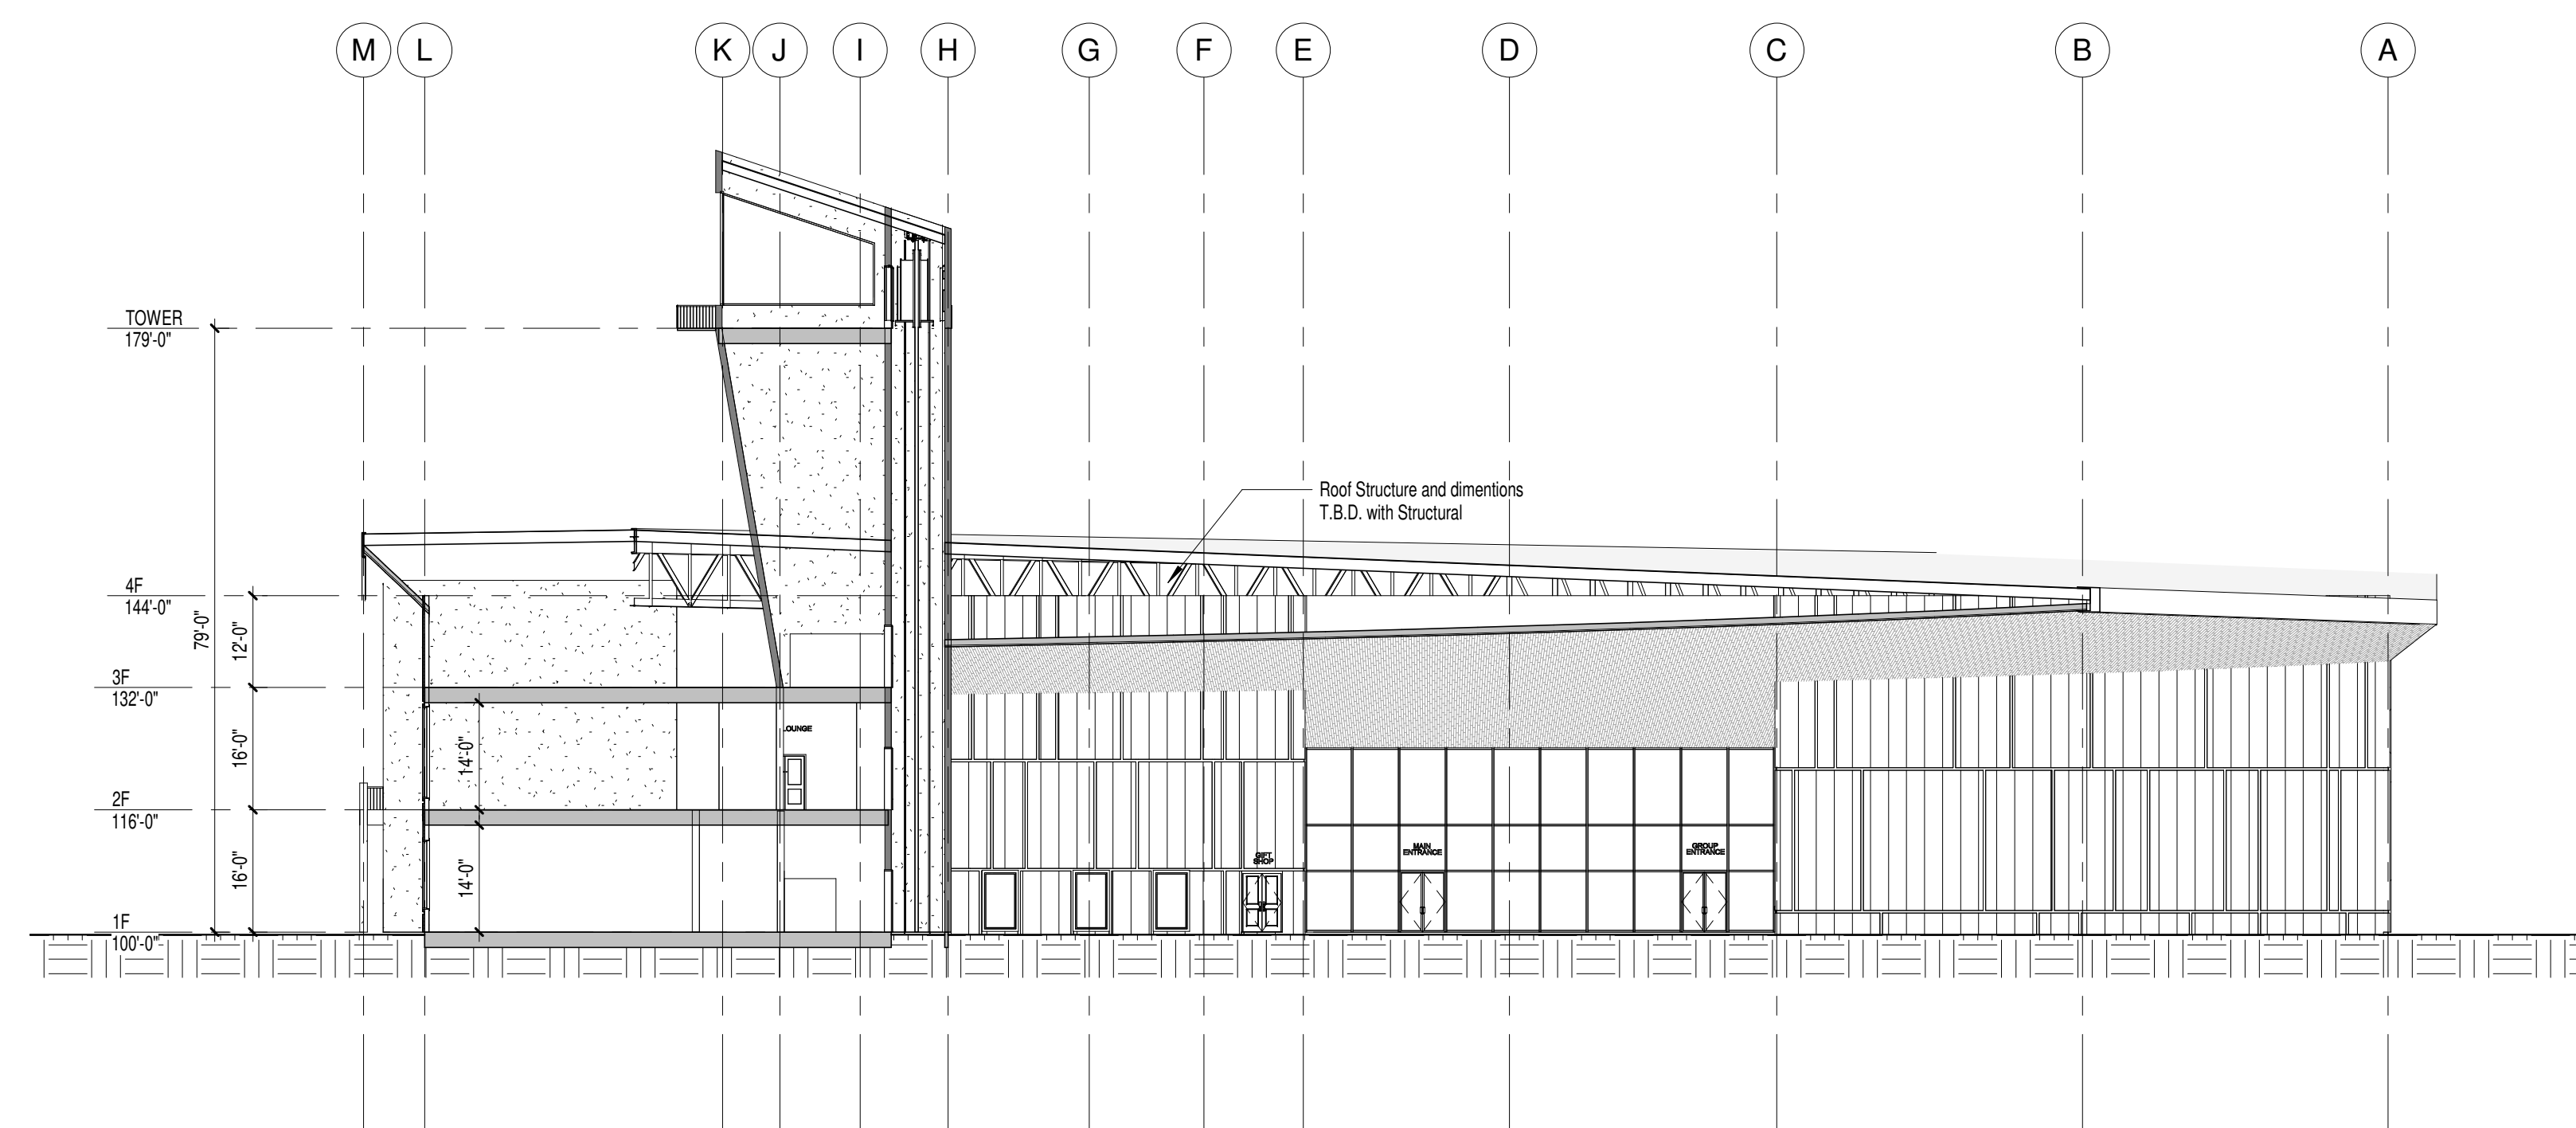 M L K J I H G F E D C B A
TOWER
179'-0"
Roof Structure and dimentions
T.B.D. with Structural
4F
144'-0"
79'-0"
12'-0"
3F
132'-0"
LOUNGE
16'-0"
14'-0"
2F
116'-0"
MAIN
ENTRANCE
GROUP
ENTRANCE
GIFT
SHOP
16'-0"
14'-0"
1F
100'-0"